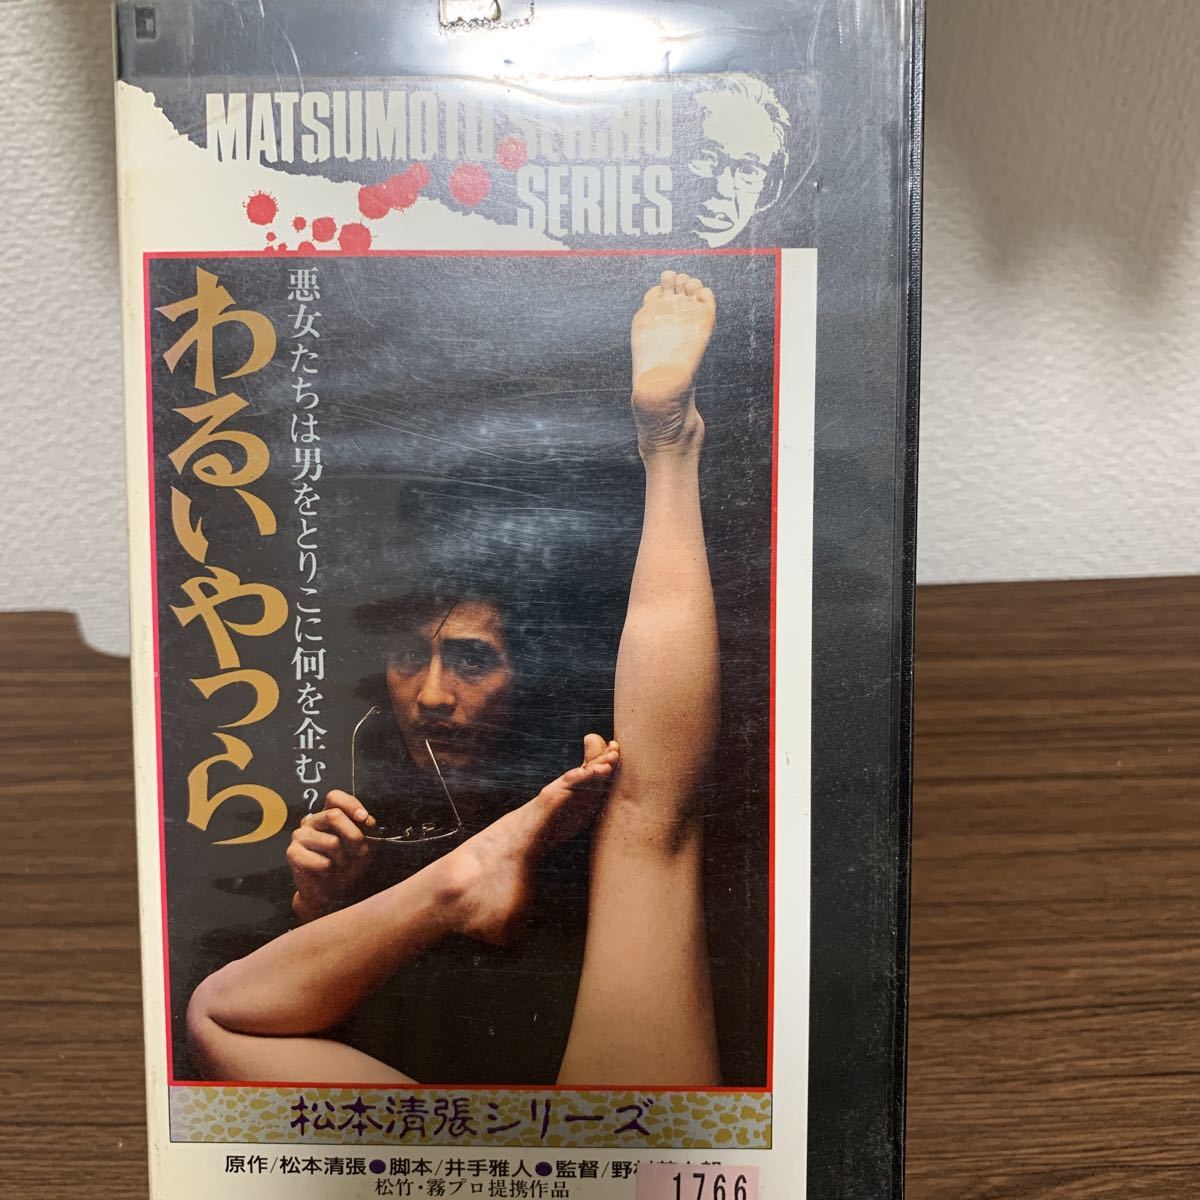 MATSUMOTO SEICHO
SERIES
わるいやつら
悪女たちは男をとりこに何を企む?
松本清張シリーズ
原作/松本清張●脚本/井手雅人●監督/野村
松竹・霧プロ提携作品
1766